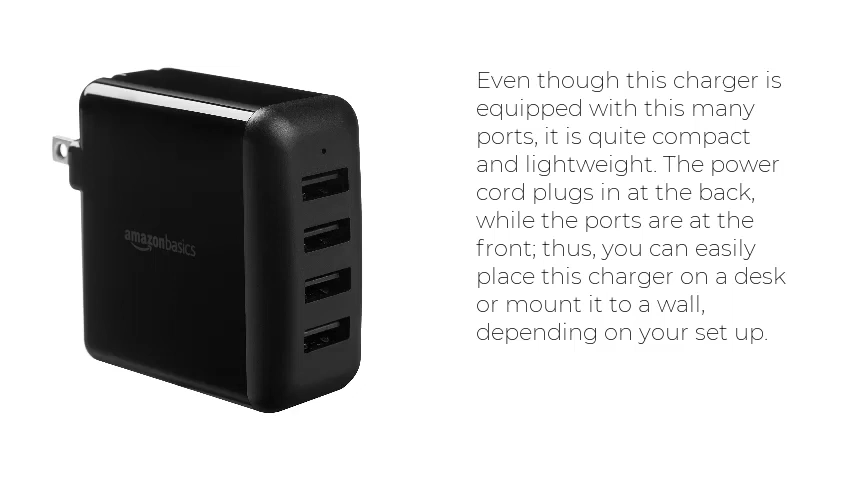 amazonbasics
Even though this charger is
equipped with this many
ports, it is quite compact
and lightweight. The power
cord plugs in at the back,
while the ports are at the
front; thus, you can easily
place this charger on a desk
or mount it to a wall,
depending on your set up.